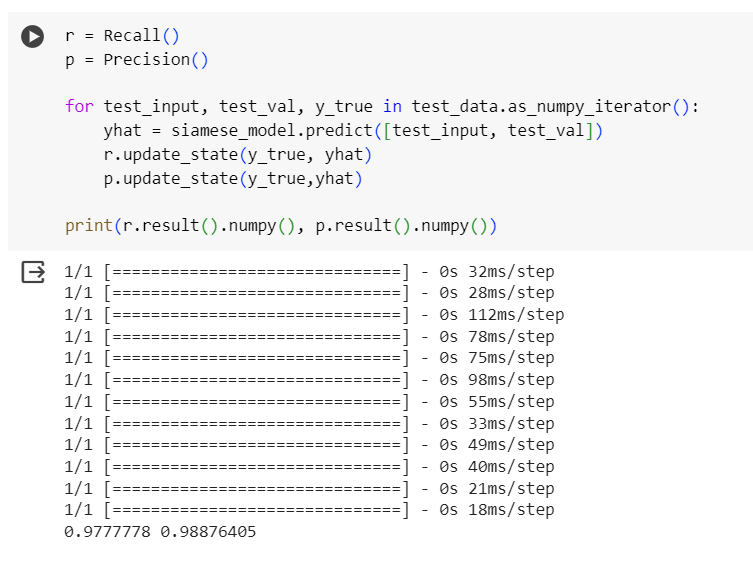 r = Recall()
p = Precision()
for test_input, test_val, y_true in test_data.as_numpy_iterator():
    yhat = siamese_model.predict([test_input, test_val])
    r.update_state(y_true, yhat)
    p.update_state(y_true,yhat)
print(r.result().numpy(), p.result().numpy())
1/1 [==============================] - 0s 32ms/step
1/1 [==============================] - 0s 28ms/step
1/1 [==============================] - 0s 112ms/step
1/1 [==============================] - 0s 78ms/step
1/1 [==============================] - 0s 75ms/step
1/1 [==============================] - 0s 98ms/step
1/1 [==============================] - 0s 55ms/step
1/1 [==============================] - 0s 33ms/step
1/1 [==============================] - 0s 49ms/step
1/1 [==============================] - 0s 40ms/step
1/1 [==============================] - 0s 21ms/step
1/1 [==============================] - 0s 18ms/step
0.9777778 0.98876405